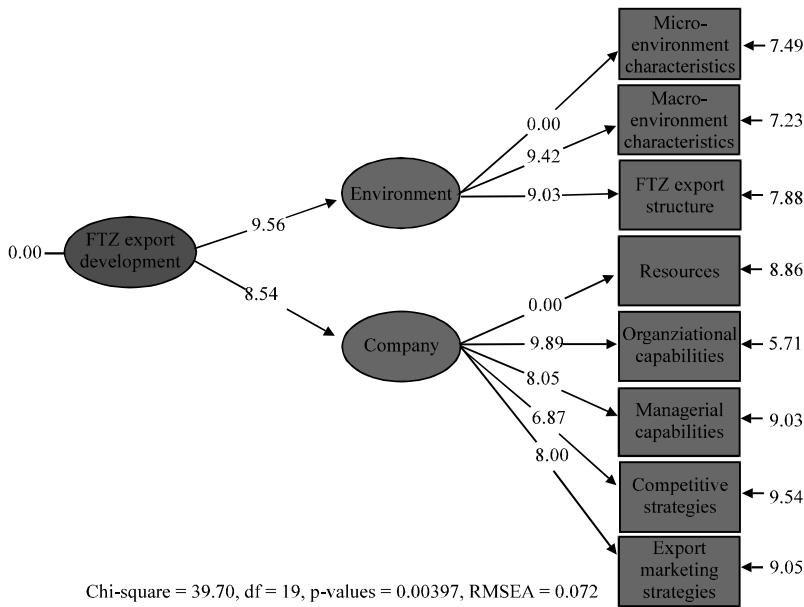 Micro-
environment
characteristics
7.49
0.00
Macro-
environment
characteristics
7.23
9.42
Environment
9.03
FTZ export
structure
7.88
9.56
0.00
FTZ export
development
8.54
Resources
8.86
0.00
Company
9.89
Organziational
capabilities
5.71
8.05
Managerial
capabilities
9.03
6.87
8.00
Competitive
strategies
9.54
Export
marketing
strategies
9.05
Chi-square = 39.70, df = 19, p-values = 0.00397, RMSEA = 0.072